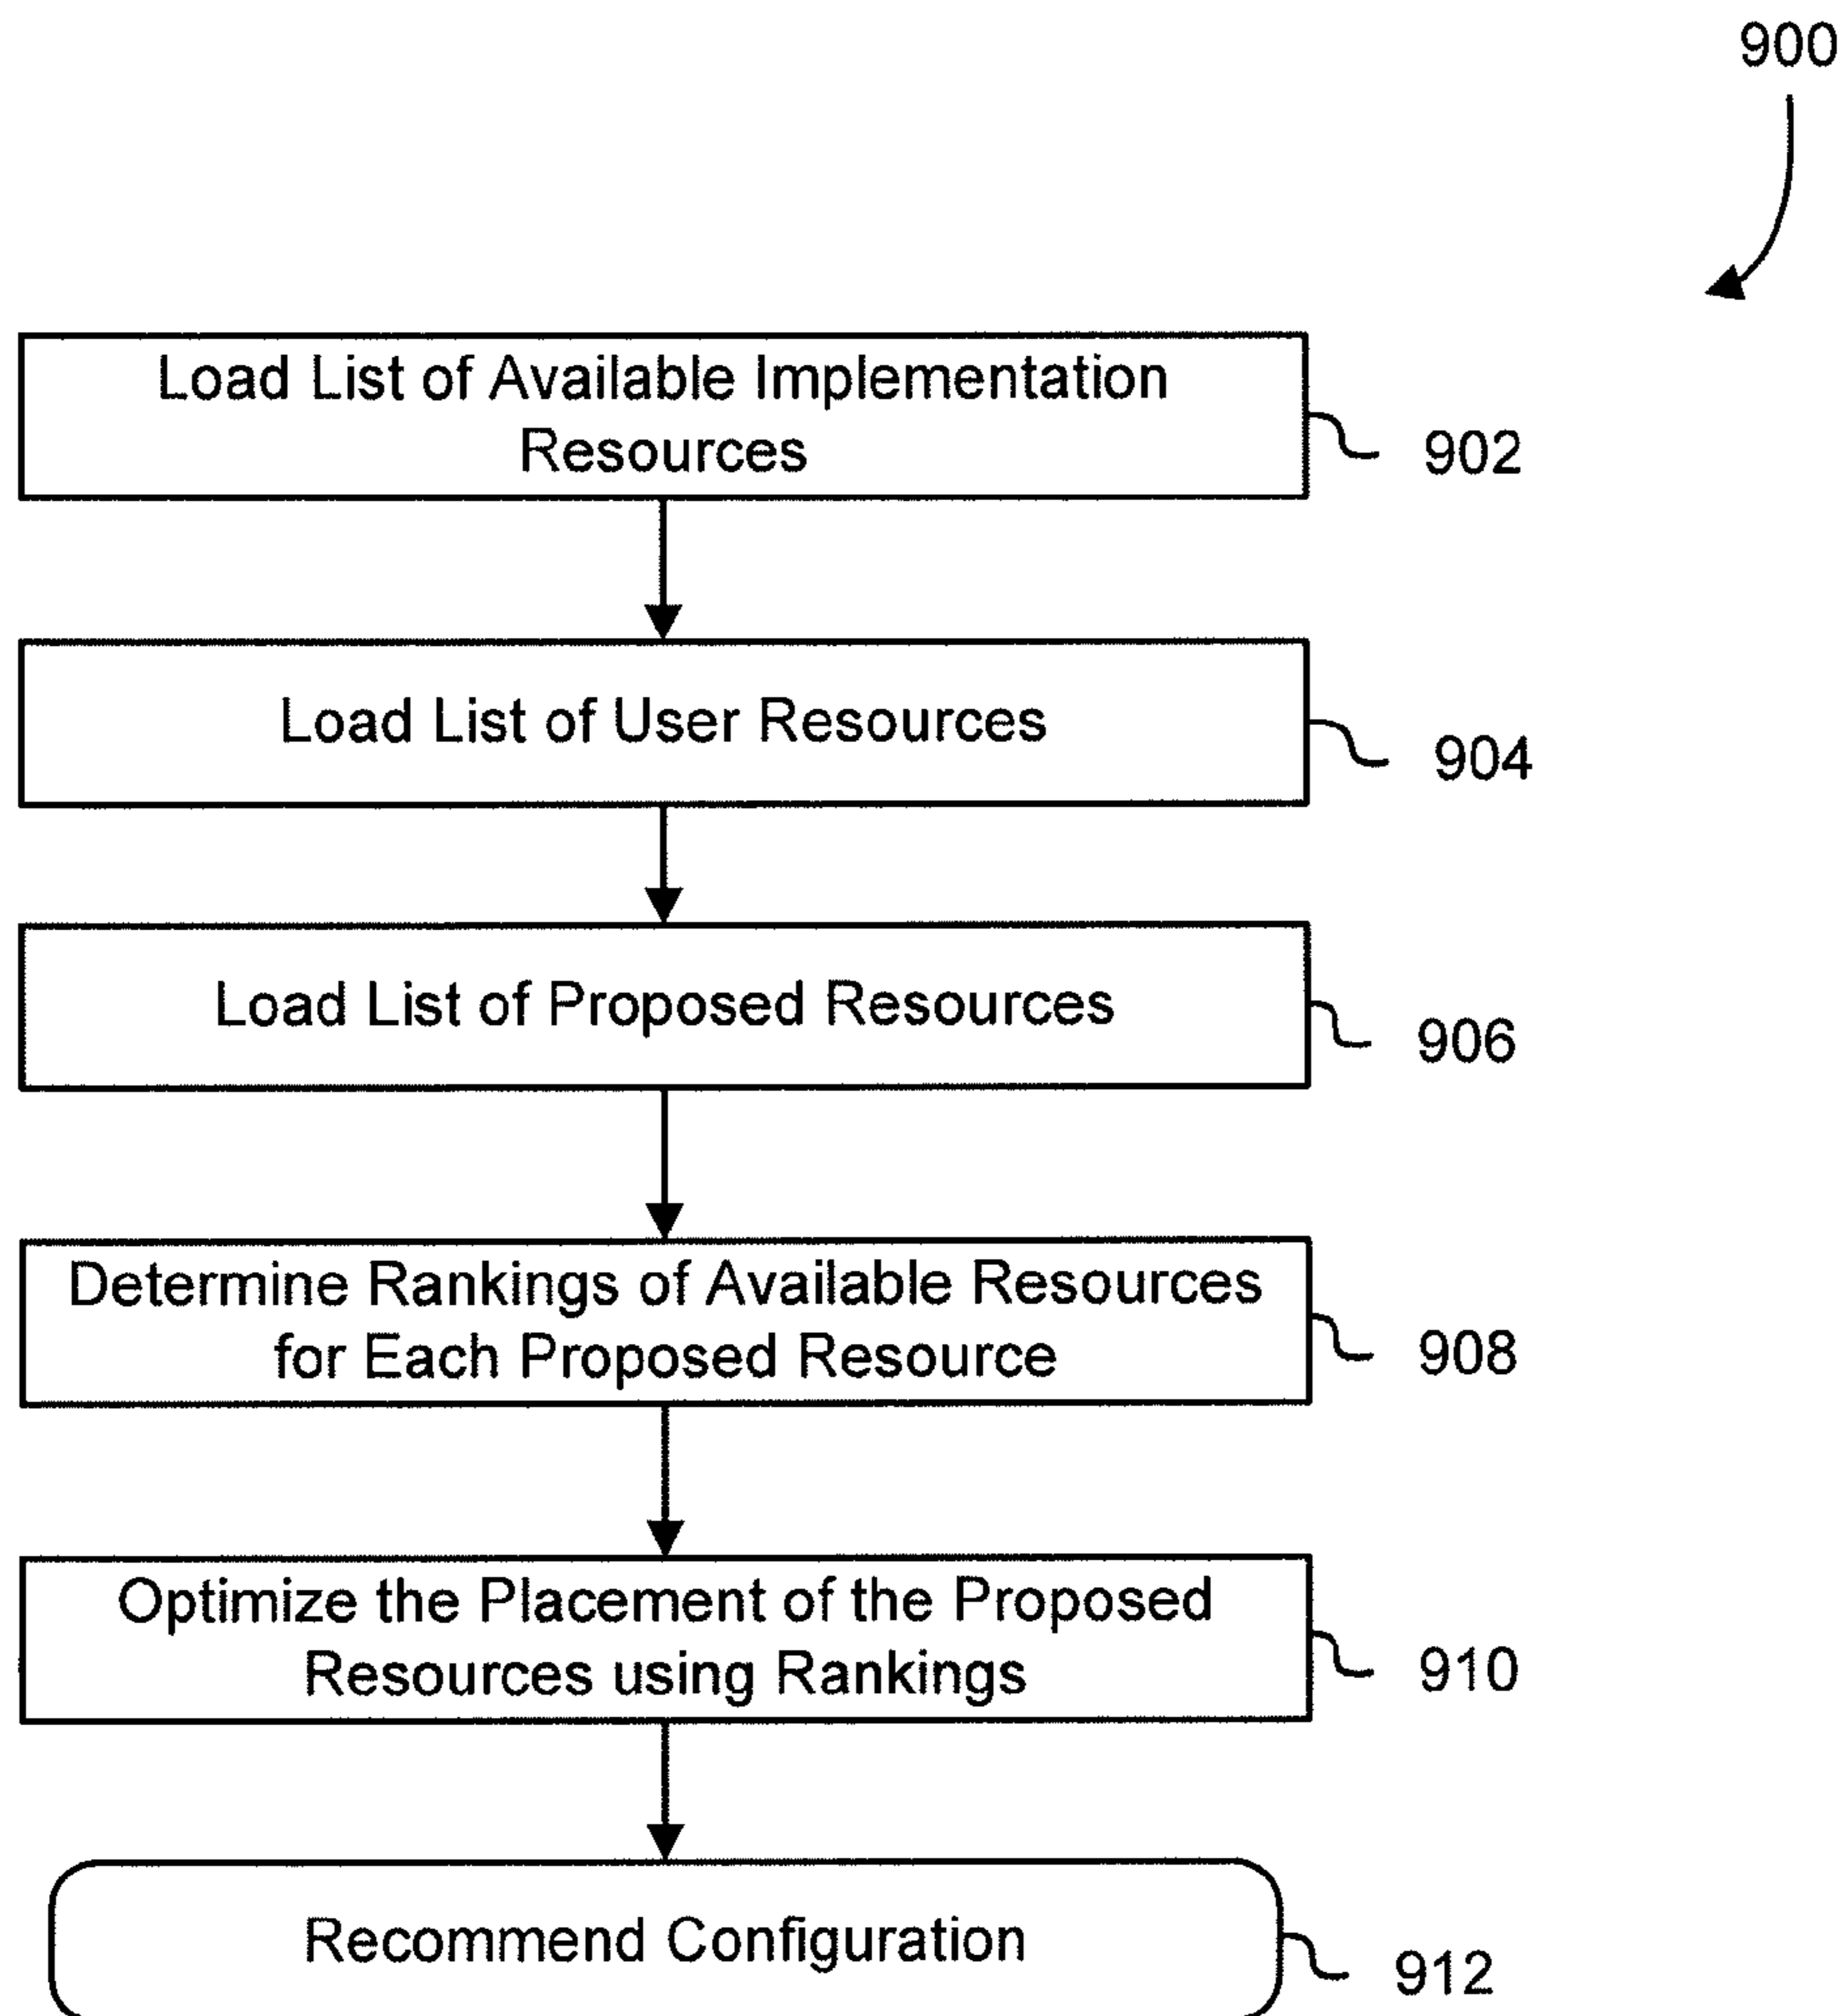 900
Load List of Available Implementation
Resources
902
Load List of User Resources
904
Load List of Proposed Resources
906
Determine Rankings of Available Resources
for Each Proposed Resource
908
Optimize the Placement of the Proposed
Resources using Rankings
910
Recommend Configuration
912